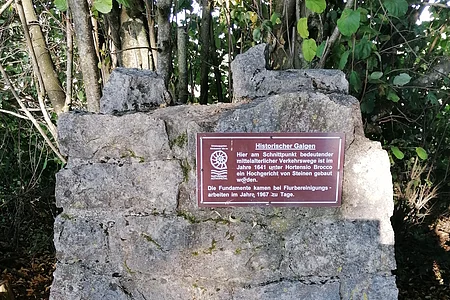 Historischer Galgen
Hier am Schnittpunkt bedeutender
mittelalterlicher Verkehrswege ist im
Jahre 1641 unter Hortensio Brocco
ein Hochgericht von Steinen gebaut
worden.
Die Fundamente kamen bei Flurbereinigungs-
arbeiten im Jahre 1967 zu Tage.